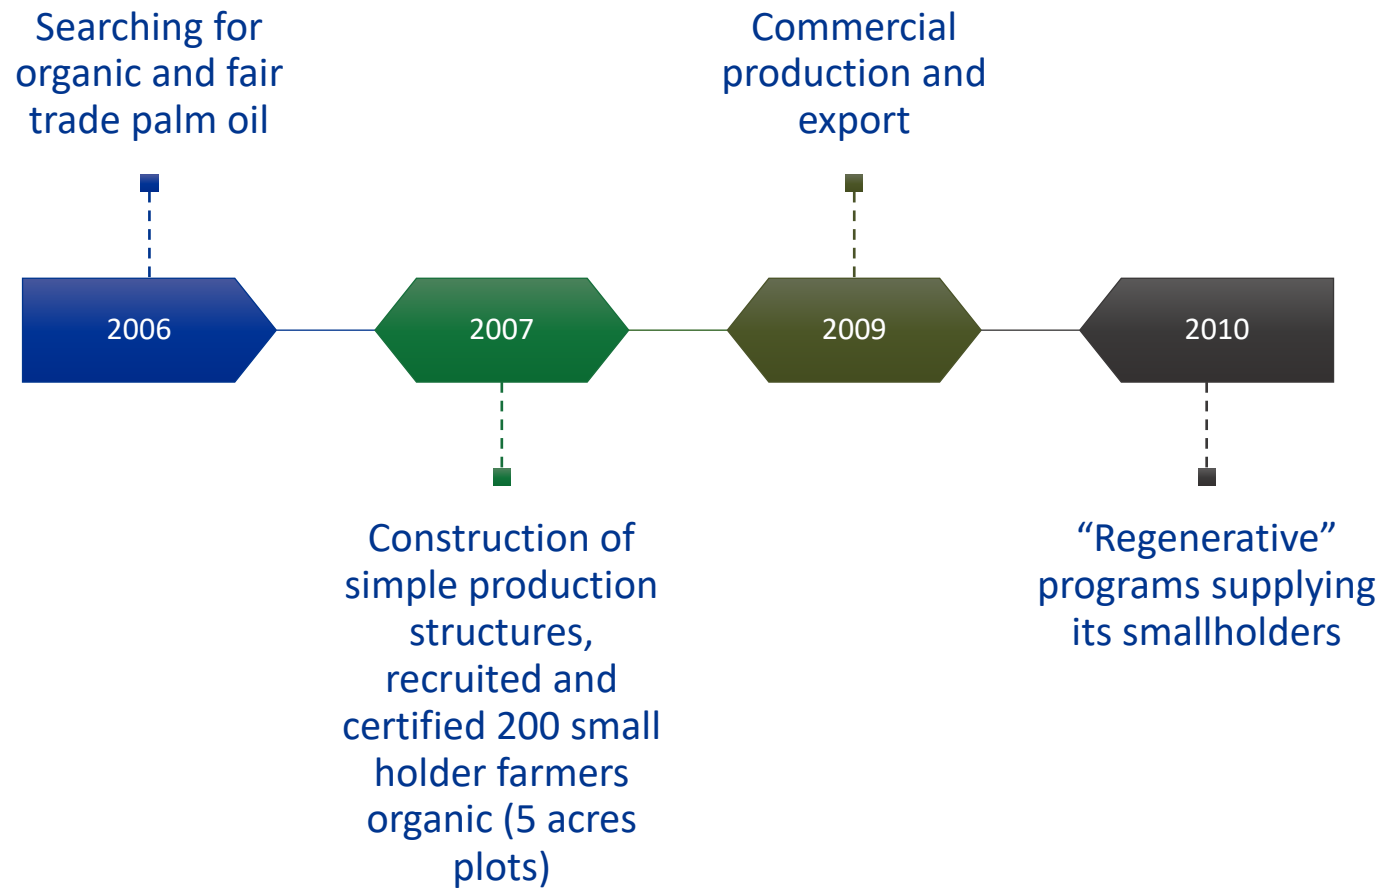 Searching for
organic and fair
trade palm oil
Commercial
production and
export
2006
2007
2009
2010
Construction of
simple production
structures,
recruited and
certified 200 small
holder farmers
organic (5 acres
plots)
“Regenerative”
programs supplying
its smallholders